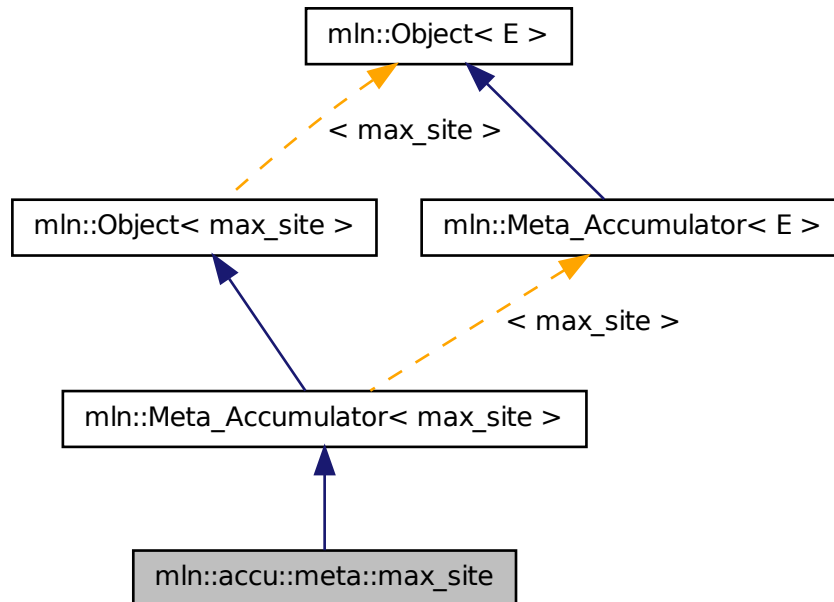 mln::Object< E >
< max_site >
mln::Object< max_site >
mln::Meta_Accumulator< E >
< max_site >
mln::Meta_Accumulator< max_site >
mln::accu::meta::max_site